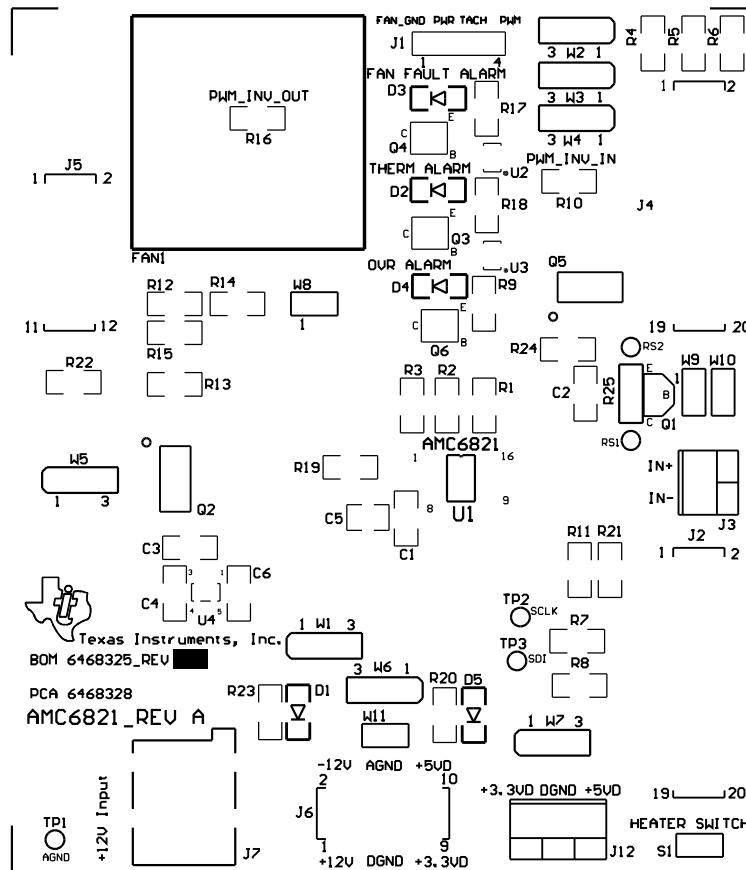 FAN_GND PWR TACH PWM
J1
1 4
3 W2 1
R4
R5
R6
FAN FAULT ALARM
D3
E
R17
3 W3 1
1 2
PWM_INV_OUT
R16
C
Q4
B
3 W4 1
J5
1 2
THERM ALARM
U2
PWM_INV_IN
D2
R18
R10
J4
E
C
Q3
B
FAN1
OVR ALARM
U3
Q5
D4
R9
R12
R14
W8
1
E
C
Q6
B
11 12
R15
19 20
R24
RS2
R22
R13
R3
R2
R1
C2
R25
E
B
C
Q1
1
W9
W10
AMC6821
1 16
RS1
W5
1 3
R19
IN+
IN-
J3
Q2
8 9
U1
C5
C1
C3
R11
R21
J2
1 2
3 1
C6
C4
4 5
U4
TP2
SCLK
Texas Instruments, Inc.
1 W1 3
R7
TP3
SDI
BOM 6468325_REV
3 W6 1
R8
PCA 6468328
R23
D1
R20
D5
AMC6821_REV A
W11
1 W7 3
-12V AGND +5VD
2 10
+3.3VD DGND +5VD
19 20
+12V Input
J6
TP1
AGND
J7
1 9
+12V DGND +3.3VD
J12
HEATER SWITCH
S1